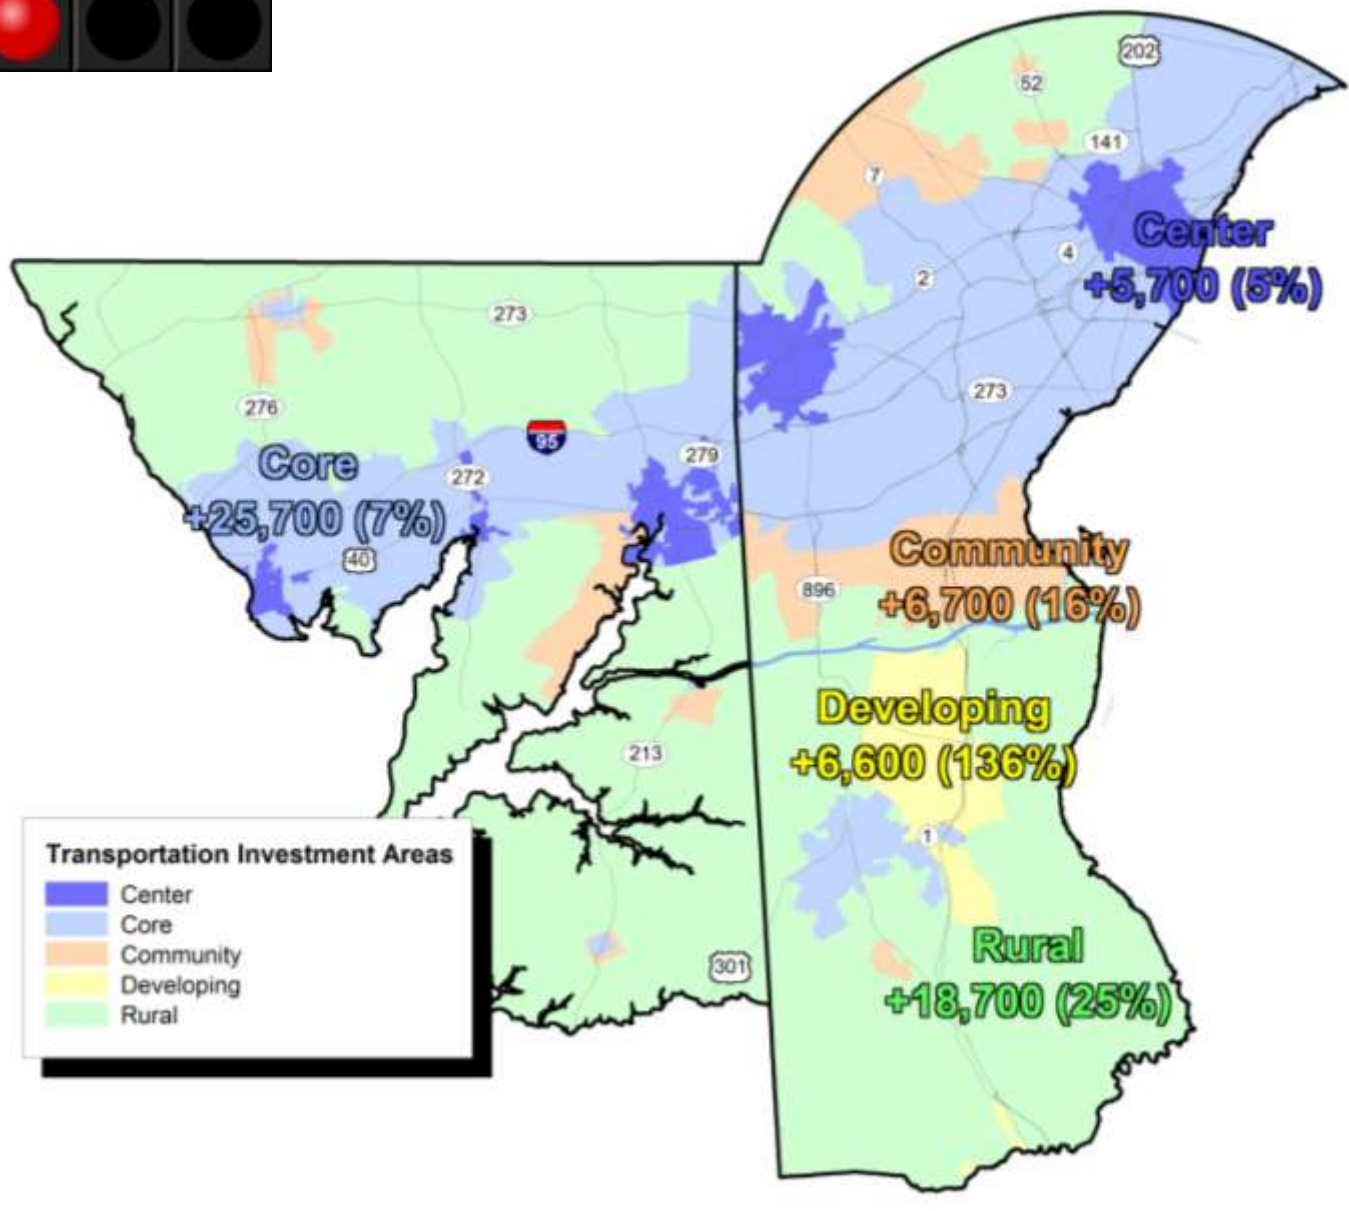 202
52
141
7
Center
4
+5,700 (5%)
2
273
273
276
95
Core
279
272
+25,700 (7%)
40
Community
896
+6,700 (16%)
Developing
213
+6,600 (136%)
1
Transportation Investment Areas
Center
Core
Community
Developing
Rural
Rural
301
+18,700 (25%)